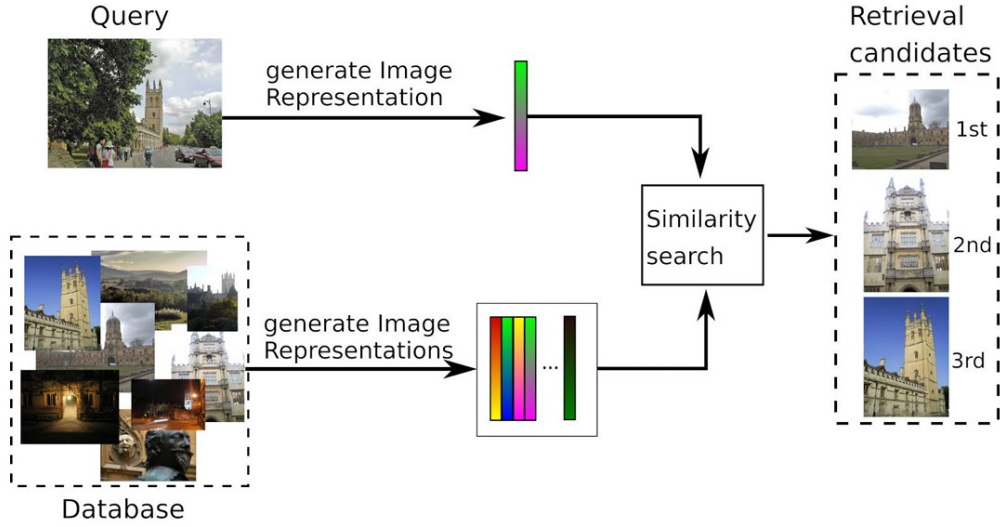 Query
generate Image
Representation
Retrieval
candidates
1st
Similarity
search
2nd
generate Image
Representations
...
3rd
Database